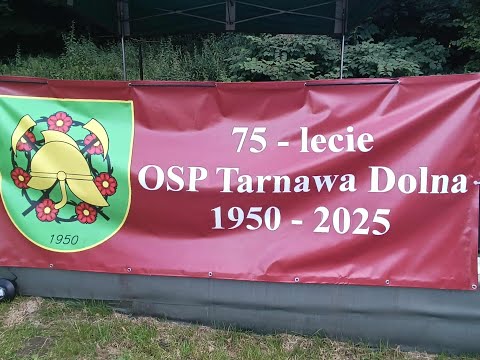 75 - lecie
OSP Tarnawa Dolna
1950 - 2025
1950